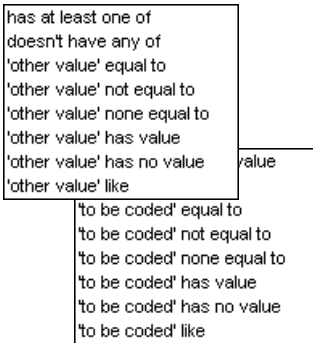 has at least one of
doesn't have any of
'other value' equal to
'other value' not equal to
'other value' none equal to
'other value' has value
'other value' has no value
'other value' like
value
'to be coded' equal to
'to be coded' not equal to
'to be coded' none equal to
'to be coded' has value
'to be coded' has no value
'to be coded' like